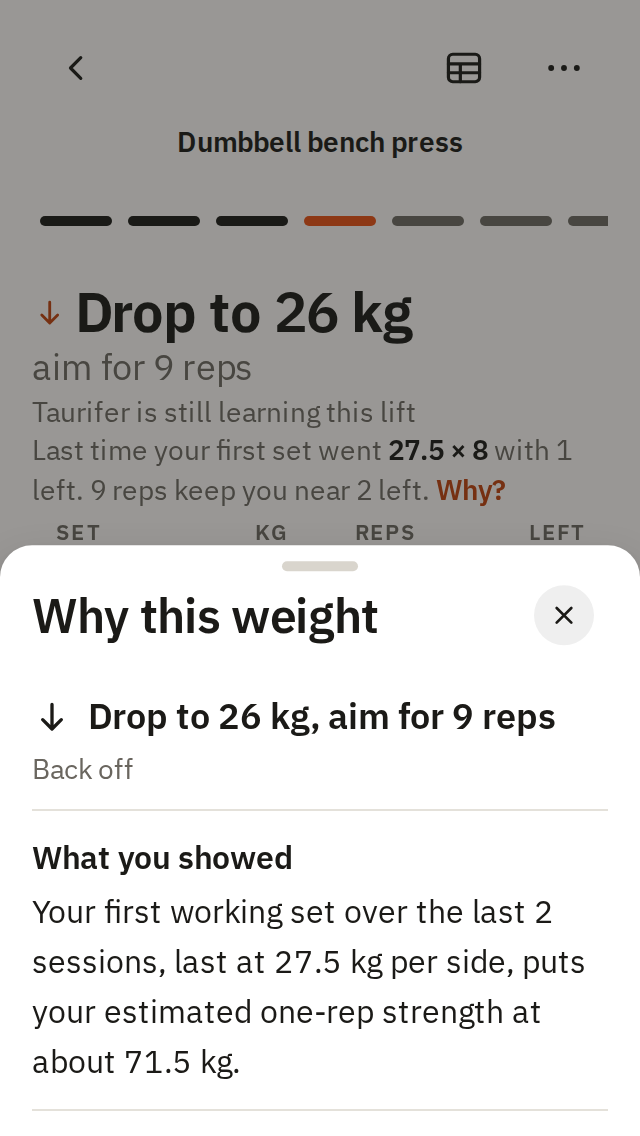 Dumbbell bench press
Drop to 26 kg
aim for 9 reps
Taurifer is still learning this lift
Last time your first set went 27.5 × 8 with 1
left. 9 reps keep you near 2 left. Why?
SET KG REPS LEFT
Why this weight
Drop to 26 kg, aim for 9 reps
Back off
What you showed
Your first working set over the last 2
sessions, last at 27.5 kg per side, puts
your estimated one-rep strength at
about 71.5 kg.